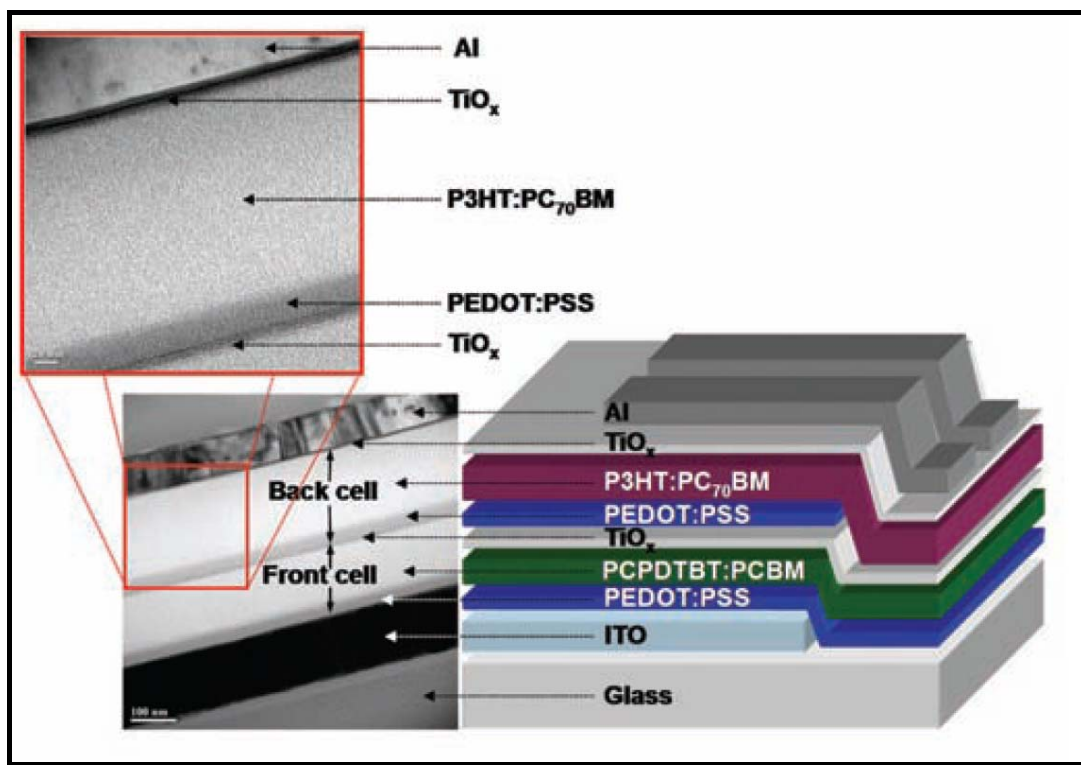 Al
TiOₓ
P3HT:PC₇₀BM
PEDOT:PSS
TiOₓ
Al
TiOₓ
Back cell
P3HT:PC₇₀BM
PEDOT:PSS
TiOₓ
Front cell
PCPDTBT:PCBM
PEDOT:PSS
ITO
Glass
100 nm